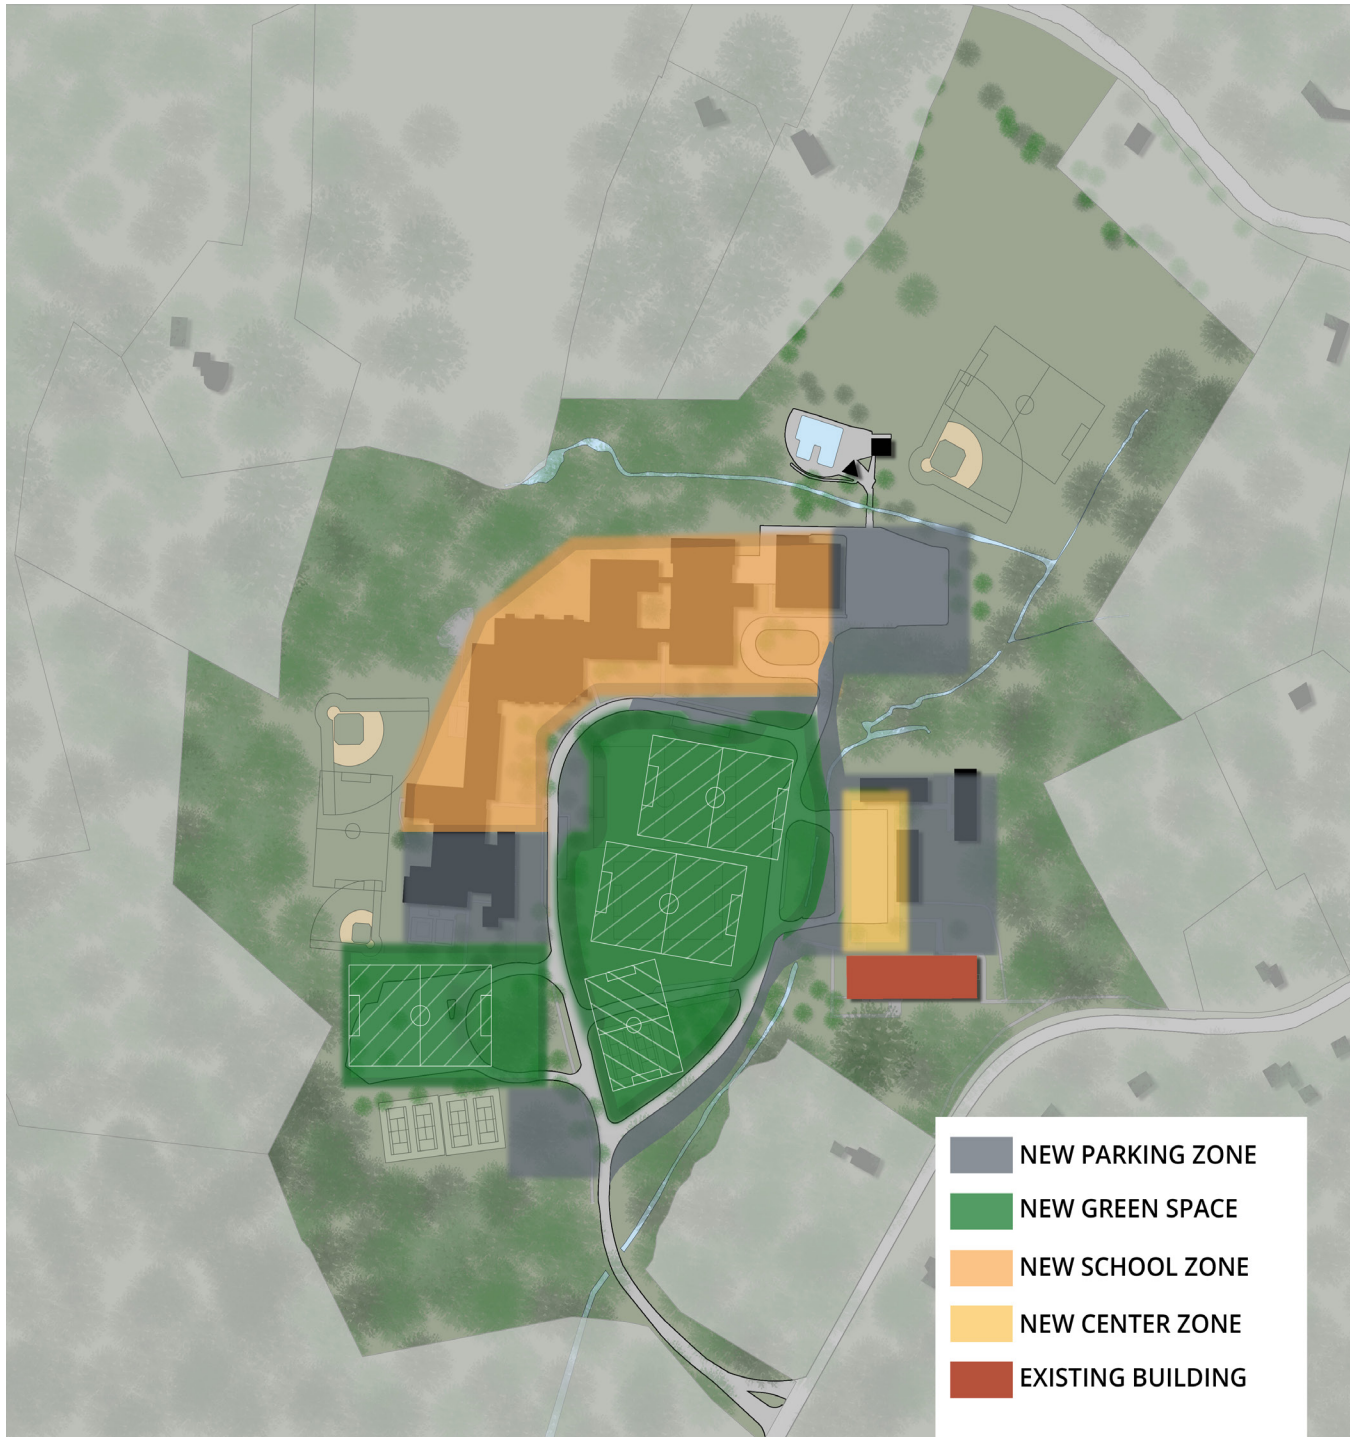 NEW PARKING ZONE
NEW GREEN SPACE
NEW SCHOOL ZONE
NEW CENTER ZONE
EXISTING BUILDING